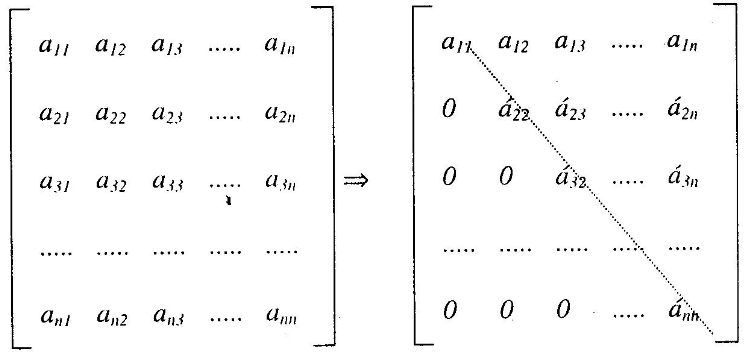 a₁₁ a₁₂ a₁₃ ..... a₁ₙ a₁₁ a₁₂ a₁₃ ..... a₁ₙ
a₂₁ a₂₂ a₂₃ ..... a₂ₙ 0 á₂₂ á₂₃ ..... á₂ₙ
a₃₁ a₃₂ a₃₃ ..... a₃ₙ ⇒ 0 0 á₃₂ ..... á₃ₙ
..... ..... ..... ..... ..... ..... ..... ..... ..... .....
aₙ₁ aₙ₂ aₙ₃ ..... aₙₙ 0 0 0 ..... áₙₙ